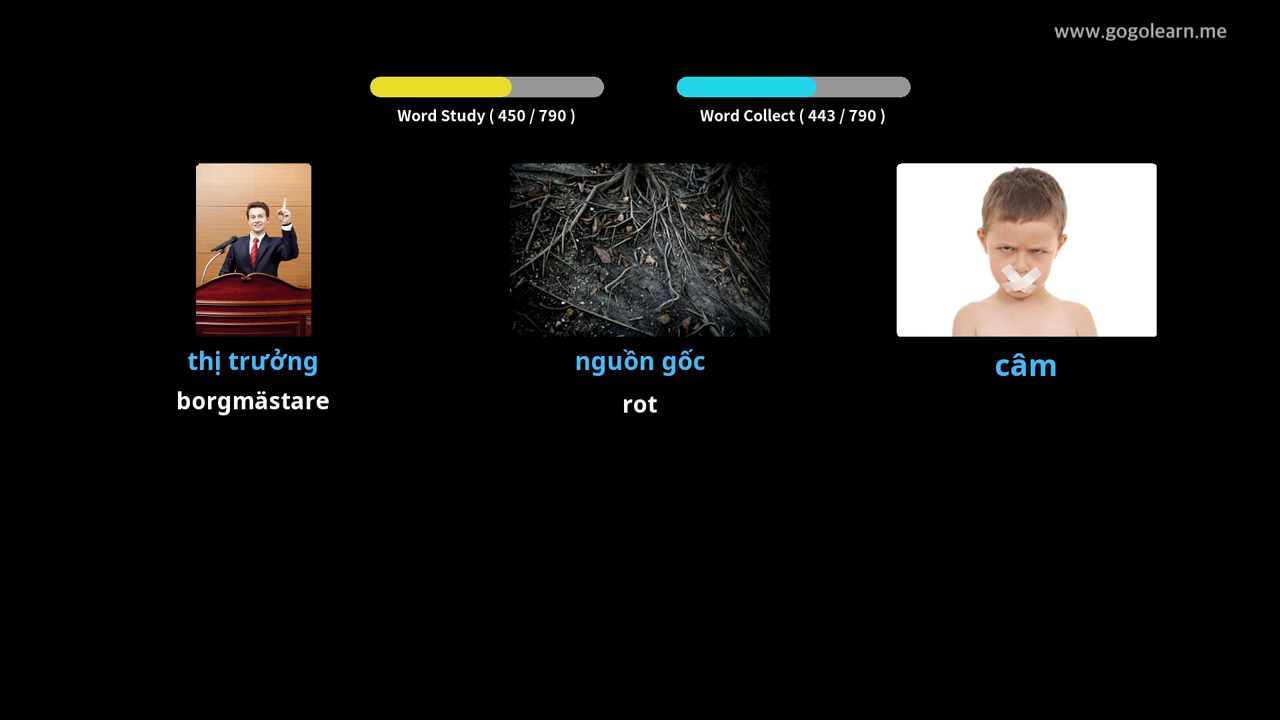 www.gogolearn.me
Word Study ( 450 / 790 )
Word Collect ( 443 / 790 )
thị trưởng
nguồn gốc
câm
borgmästare
rot